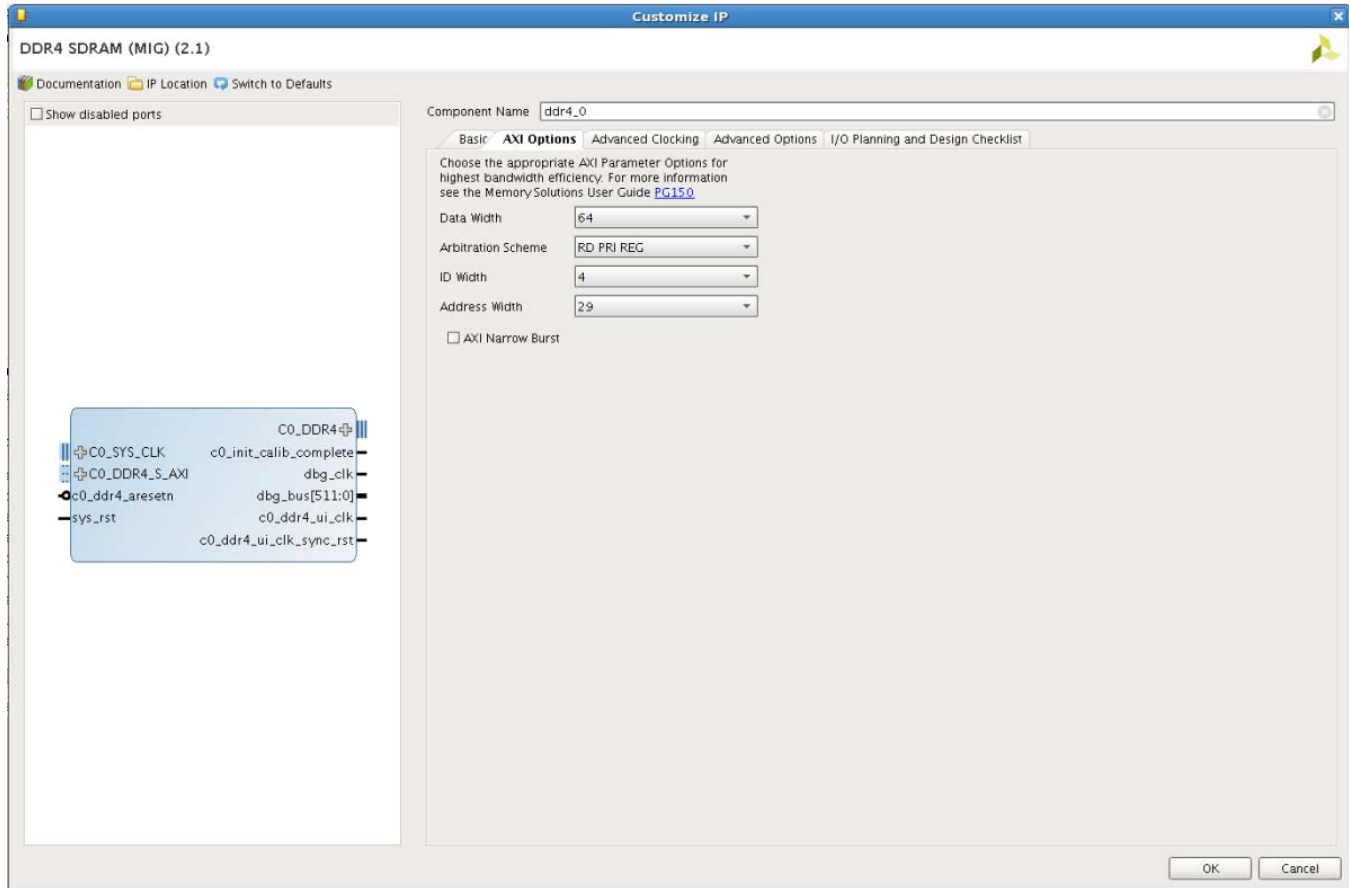 Customize IP
DDR4 SDRAM (MIG) (2.1)
Documentation IP Location Switch to Defaults
Show disabled ports
C0_DDR4
C0_SYS_CLK c0_init_calib_complete
C0_DDR4_S_AXI dbg_clk
c0_ddr4_aresetn dbg_bus[511:0]
sys_rst c0_ddr4_ui_clk
c0_ddr4_ui_clk_sync_rst
Component Name ddr4_0
Basic AXI Options Advanced Clocking Advanced Options I/O Planning and Design Checklist
Choose the appropriate AXI Parameter Options for
highest bandwidth efficiency. For more information
see the Memory Solutions User Guide PG150
Data Width 64
Arbitration Scheme RD PRI REG
ID Width 4
Address Width 29
AXI Narrow Burst
OK Cancel